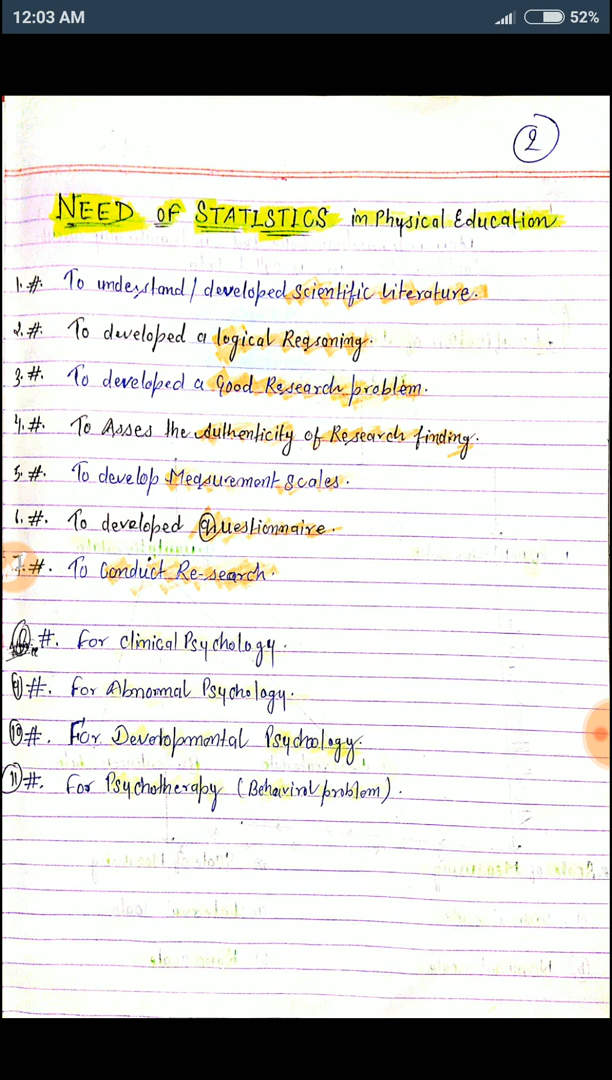 12:03 AM 52%
2
NEED OF STATISTICS in Physical Education
1.#. To understand/developed scientific literature.
2.#. To developed a logical Reasoning.
3.#. To developed a Good Research problem.
4.#. To Asses the Authenticity of Research finding.
5.#. To develop Measurement scales.
6.#. To developed Questionnaire.
7.#. To Conduct Re-search.
#. For Clinical Psychology.
9#. For Abnormal Psychology.
10#. For Developmental Psychology.
11#. For Psychotherapy (Behaviral problem).